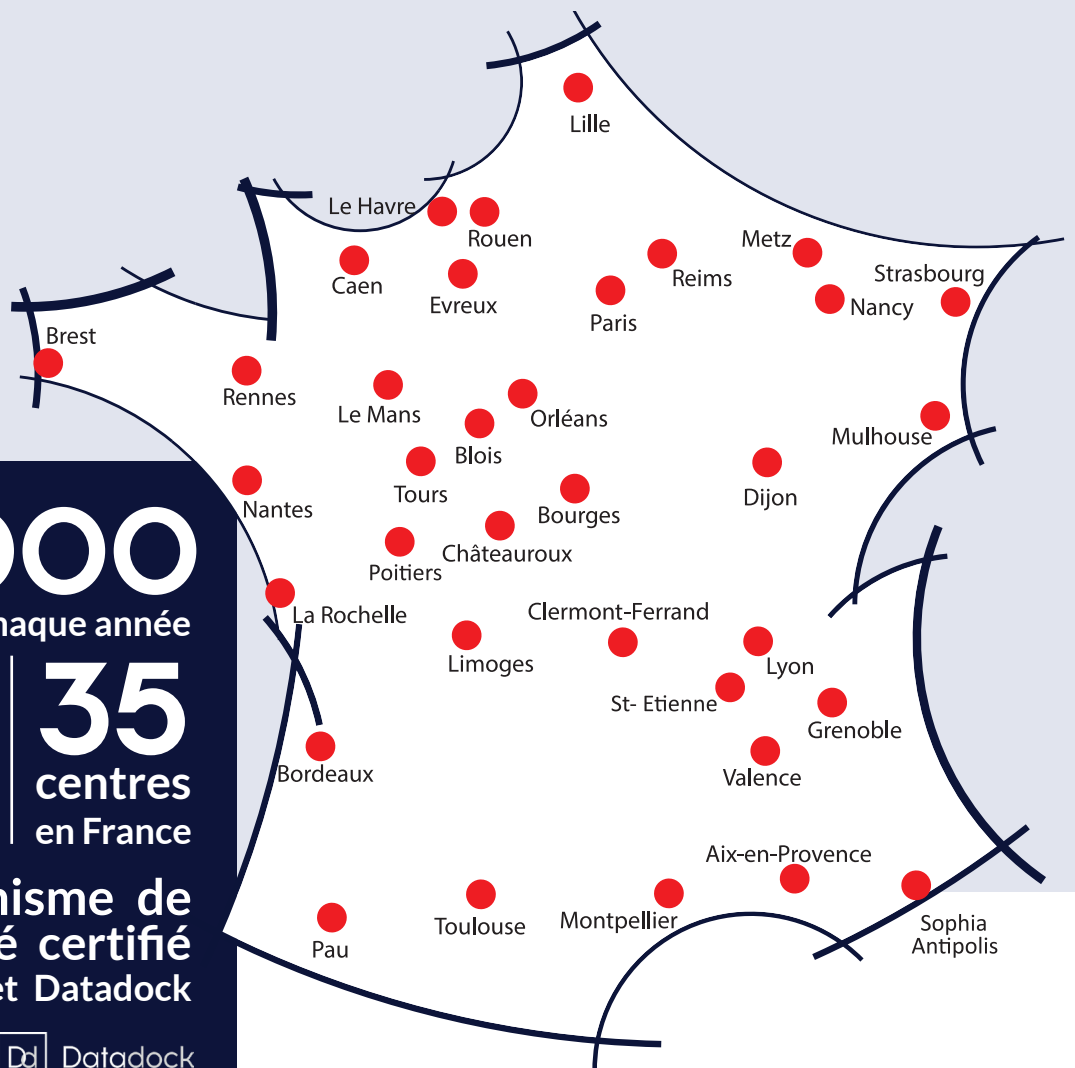 Lille
Le Havre
Rouen
Caen
Evreux
Metz
Reims
Strasbourg
Nancy
Paris
Brest
Rennes
Le Mans
Orléans
Blois
Mulhouse
Tours
Nantes
Bourges
Dijon
Châteauroux
Poitiers
La Rochelle
Clermont-Ferrand
Limoges
Lyon
St- Etienne
Grenoble
Bordeaux
Valence
Aix-en-Provence
Toulouse
Montpellier
Pau
Sophia
Antipolis
année
35
centres
en France
de
certifié
et Datadock
Dd Datadock